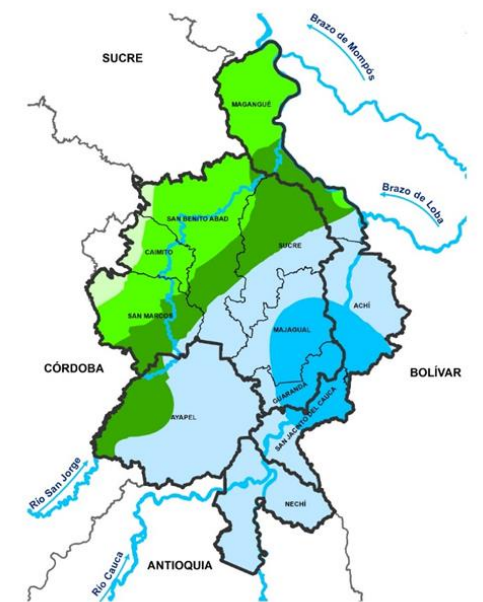 Brazo de Mompós
SUCRE
MAGANGUÉ
Brazo de Loba
SAN BENITO ABAD
SUCRE
CAIMITO
ACHÍ
SAN MARCOS
MAJAGUAL
CÓRDOBA
BOLÍVAR
GUARANDA
SAN JACINTO DEL CAUCA
AYAPEL
Río San Jorge
NECHÍ
ANTIOQUIA
Río Cauca